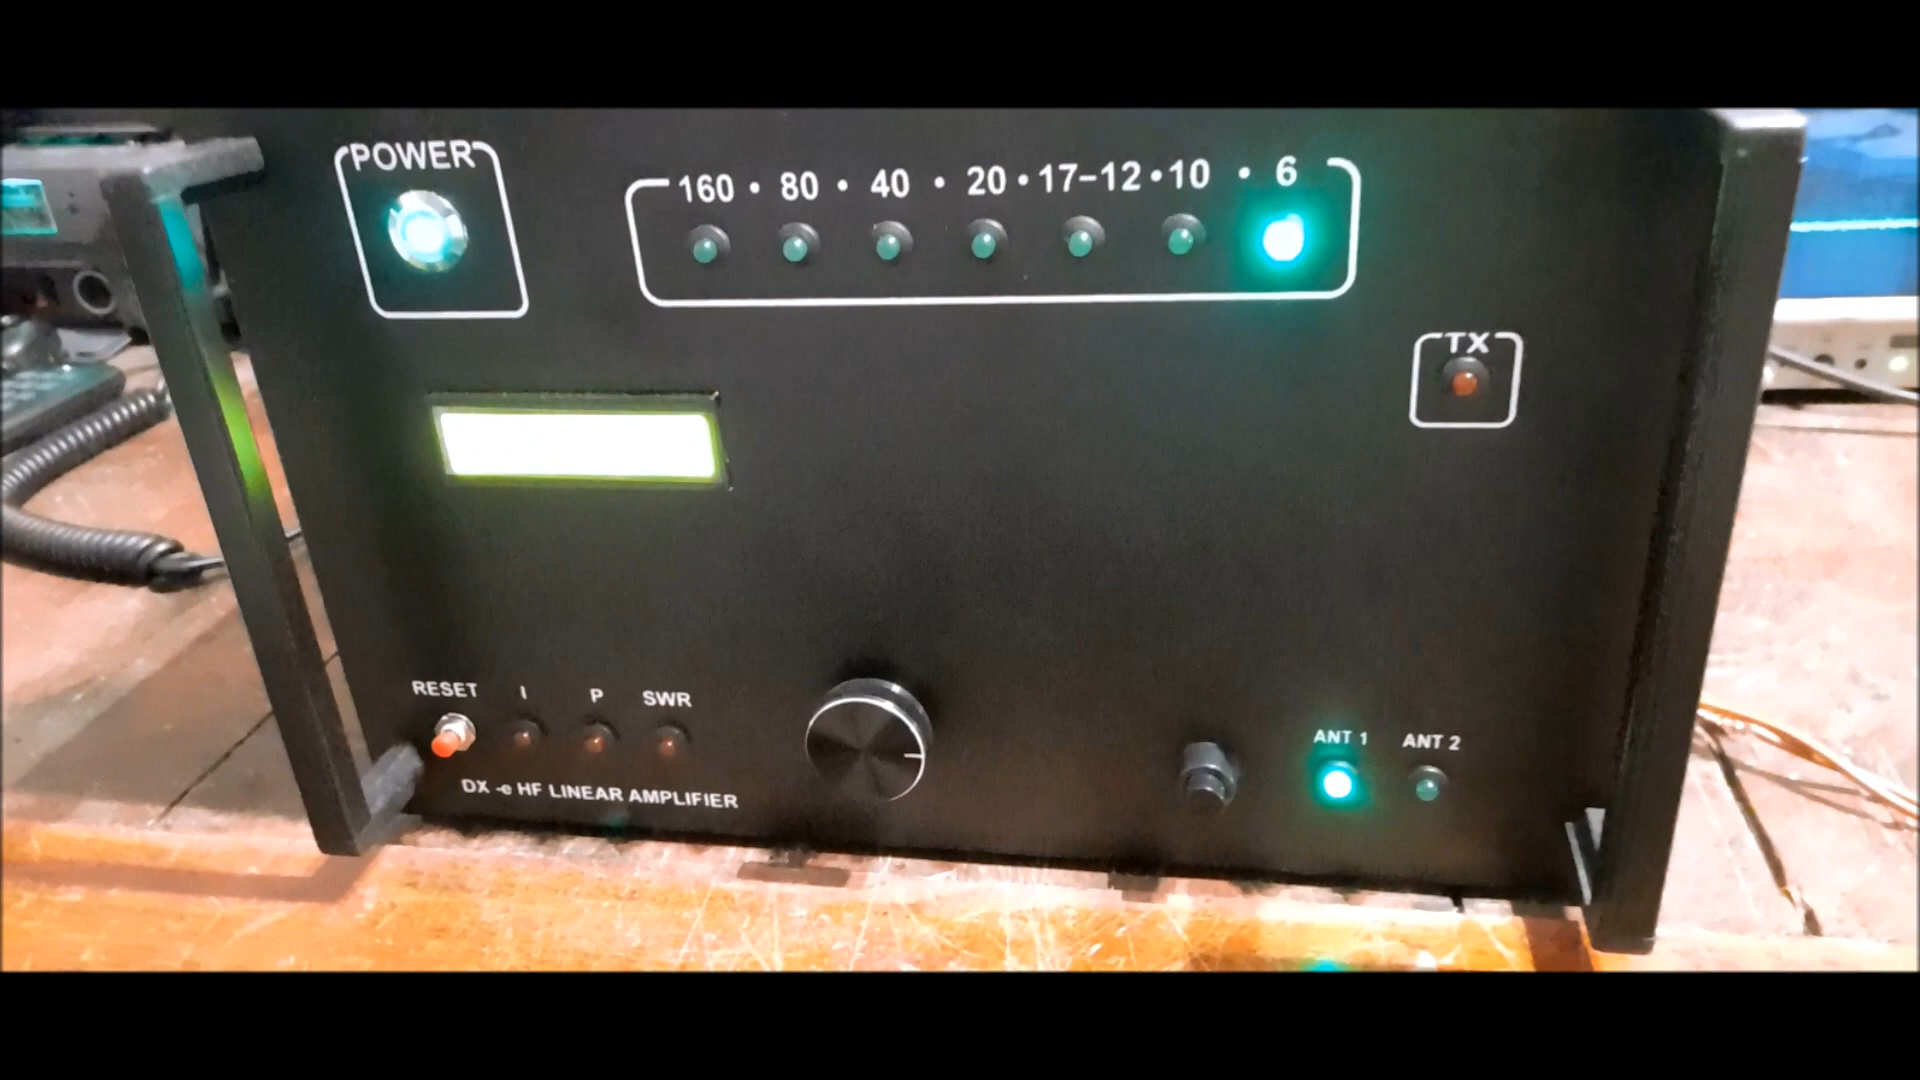 POWER
160 • 80 • 40 • 20 • 17-12 • 10 • 6
TX
RESET I P SWR
ANT 1 ANT 2
DX -e HF LINEAR AMPLIFIER